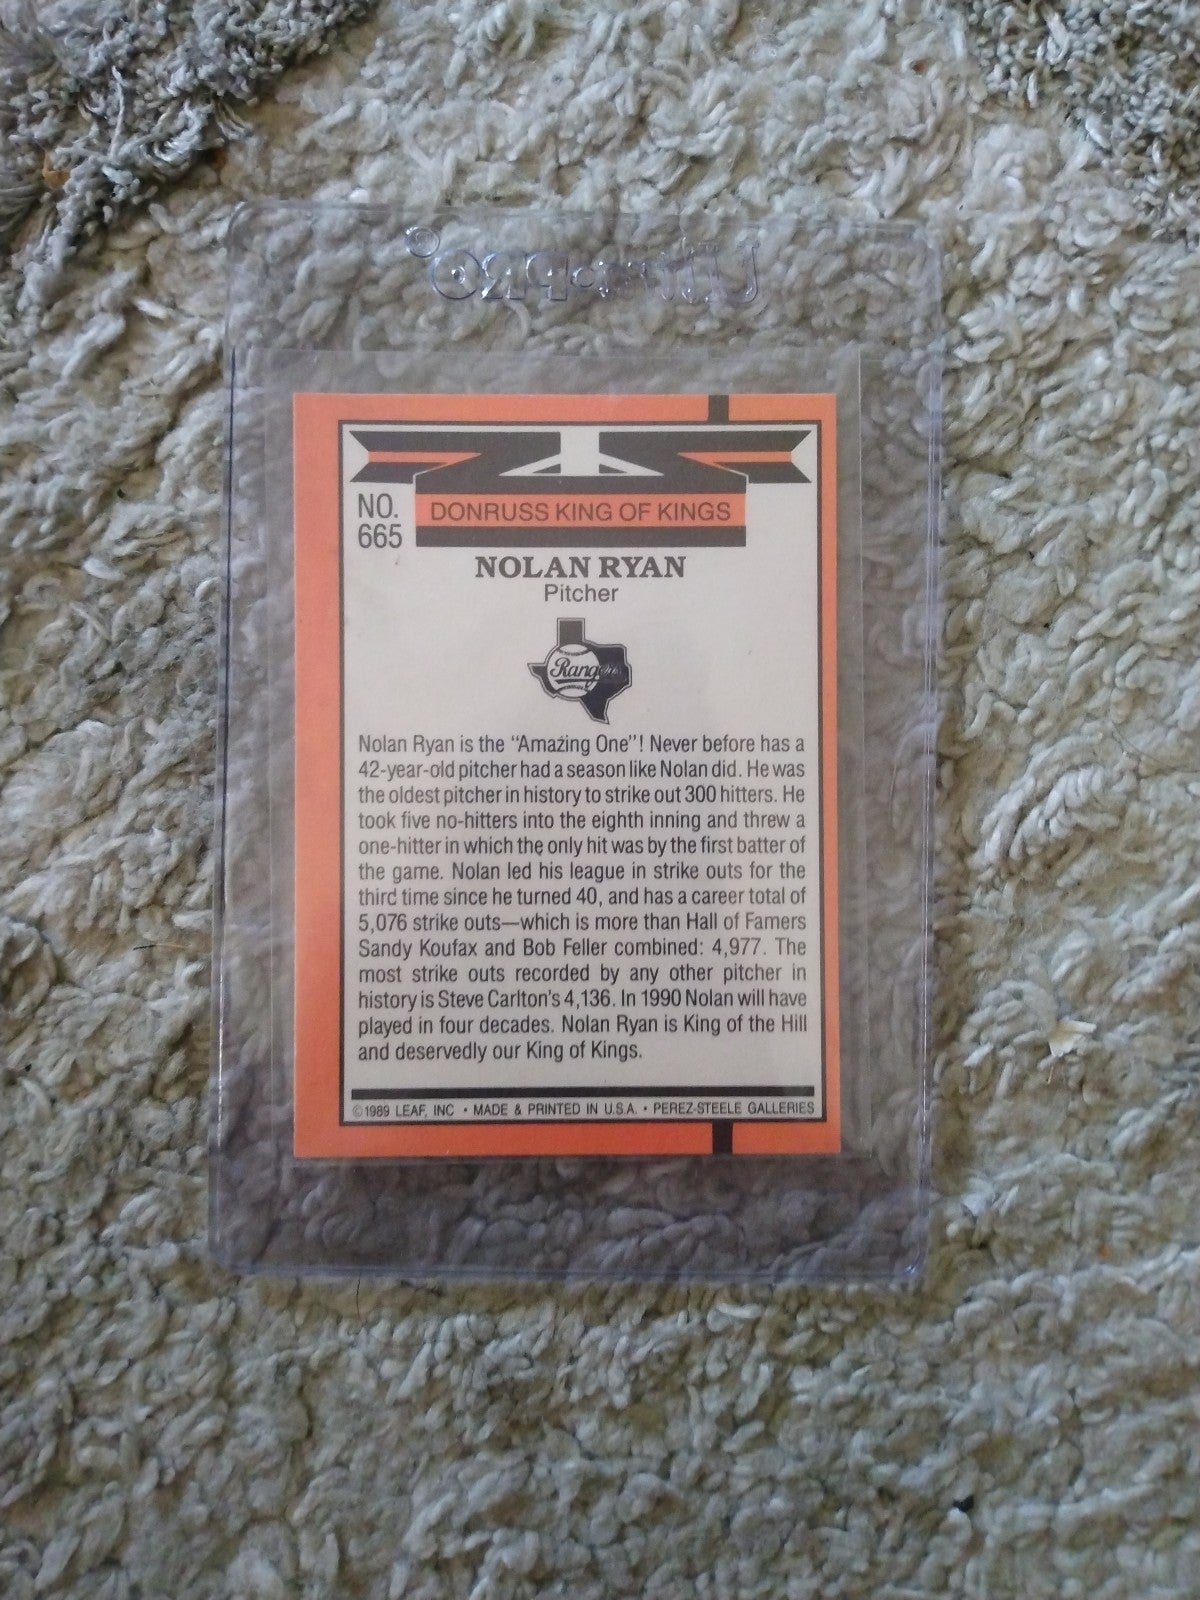 Ultra•PRO®
NO.
665
DONRUSS KING OF KINGS
NOLAN RYAN
Pitcher
Rangers
Nolan Ryan is the "Amazing One"! Never before has a
42-year-old pitcher had a season like Nolan did. He was
the oldest pitcher in history to strike out 300 hitters. He
took five no-hitters into the eighth inning and threw a
one-hitter in which the only hit was by the first batter of
the game. Nolan led his league in strike outs for the
third time since he turned 40, and has a career total of
5,076 strike outs—which is more than Hall of Famers
Sandy Koufax and Bob Feller combined: 4,977. The
most strike outs recorded by any other pitcher in
history is Steve Carlton's 4,136. In 1990 Nolan will have
played in four decades. Nolan Ryan is King of the Hill
and deservedly our King of Kings.
©1989 LEAF, INC • MADE & PRINTED IN U.S.A. • PEREZ-STEELE GALLERIES